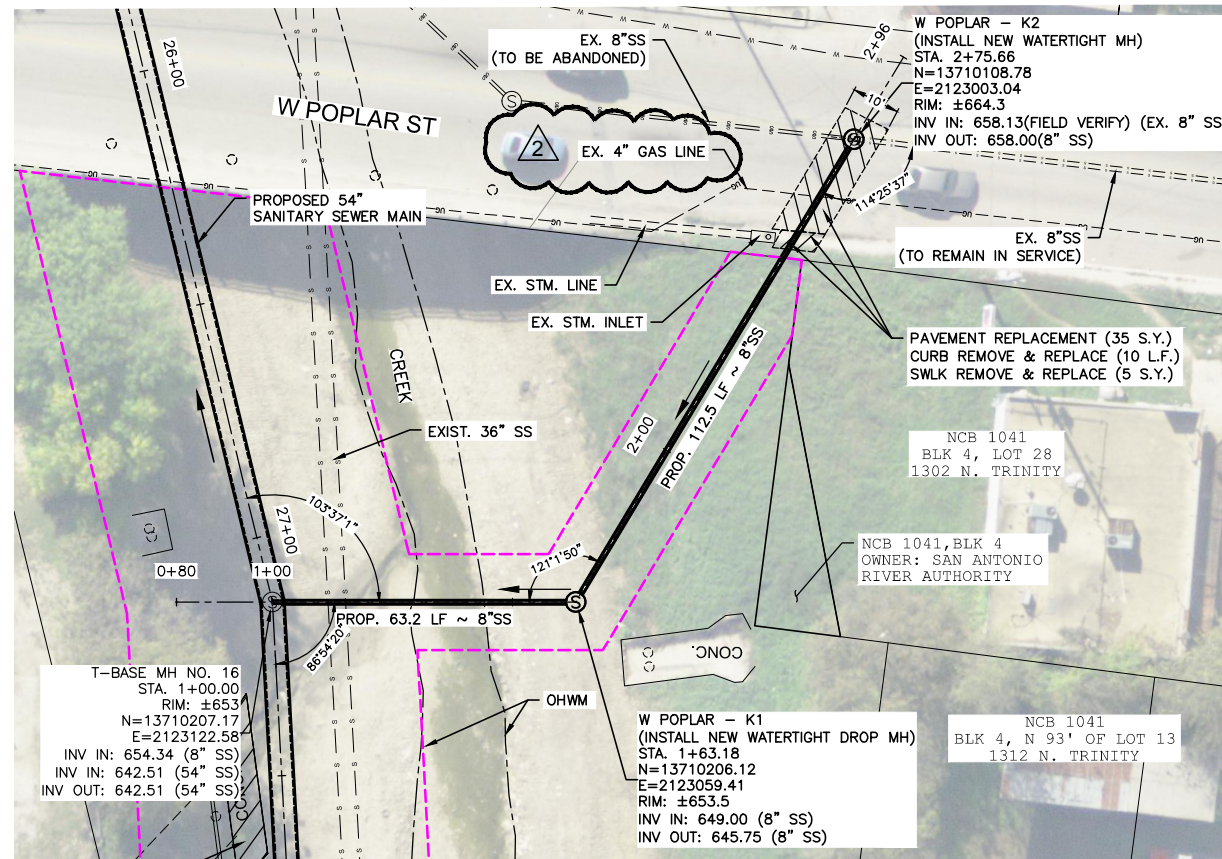 26+00
W POPLAR ST
EX. 8"SS
(TO BE ABANDONED)
2
EX. 4" GAS LINE
2+96
W POPLAR - K2
(INSTALL NEW WATERTIGHT MH)
STA. 2+75.66
N=13710108.78
E=2123003.04
RIM: ±664.3
INV IN: 658.13(FIELD VERIFY) (EX. 8" SS
INV OUT: 658.00(8" SS)
10'
114°25'37"
PROPOSED 54"
SANITARY SEWER MAIN
EX. 8"SS
(TO REMAIN IN SERVICE)
EX. STM. LINE
EX. STM. INLET
PAVEMENT REPLACEMENT (35 S.Y.)
CURB REMOVE & REPLACE (10 L.F.)
SWLK REMOVE & REPLACE (5 S.Y.)
CREEK
EXIST. 36" SS
2+00
PROP. 112.5 LF ~ 8"SS
NCB 1041
BLK 4, LOT 28
1302 N. TRINITY
103°37'1"
27+00
121°1'50"
NCB 1041,BLK 4
OWNER: SAN ANTONIO
RIVER AUTHORITY
0+80
1+00
S
S
S
PROP. 63.2 LF ~ 8"SS
86°54'20"
CONC.
T-BASE MH NO. 16
STA. 1+00.00
RIM: ±653
N=13710207.17
E=2123122.58
INV IN: 654.34 (8" SS)
INV IN: 642.51 (54" SS)
INV OUT: 642.51 (54" SS)
OHWM
W POPLAR - K1
(INSTALL NEW WATERTIGHT DROP MH)
STA. 1+63.18
N=13710206.12
E=2123059.41
RIM: ±653.5
INV IN: 649.00 (8" SS)
INV OUT: 645.75 (8" SS)
NCB 1041
BLK 4, N 93' OF LOT 13
1312 N. TRINITY